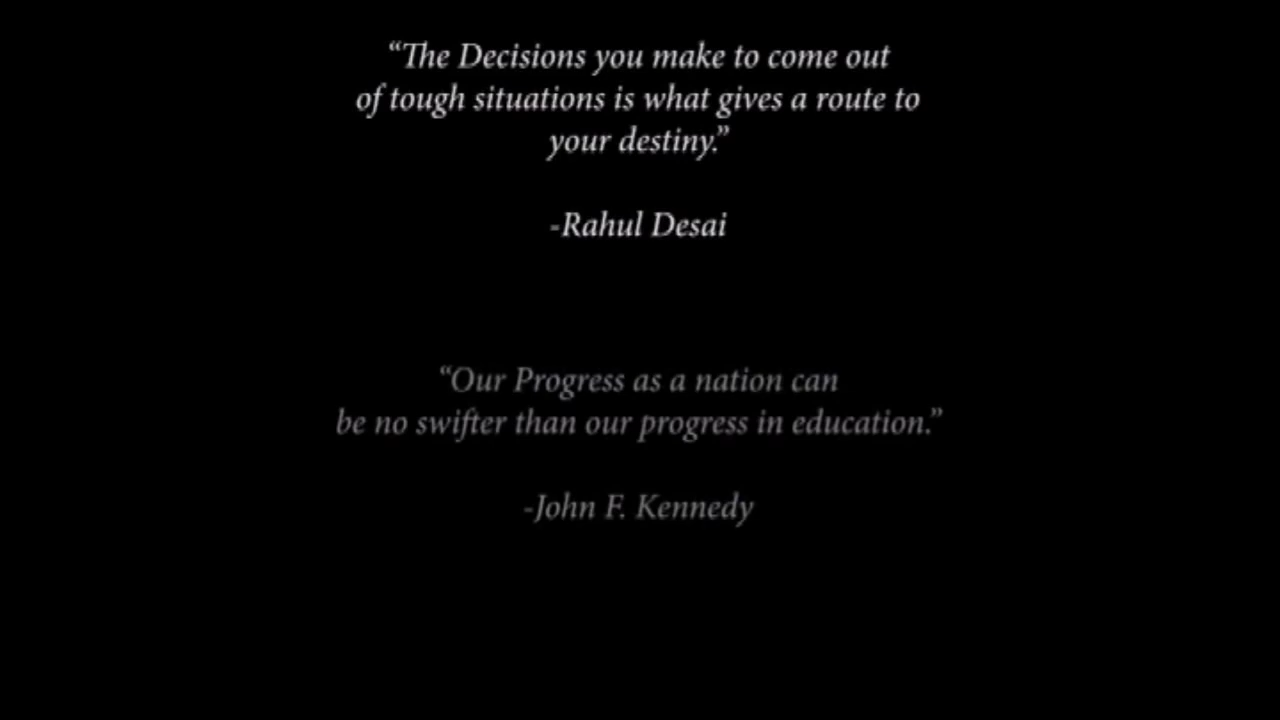 “The Decisions you make to come out
of tough situations is what gives a route to
your destiny.”
-Rahul Desai
“Our Progress as a nation can
be no swifter than our progress in education.”
-John F. Kennedy